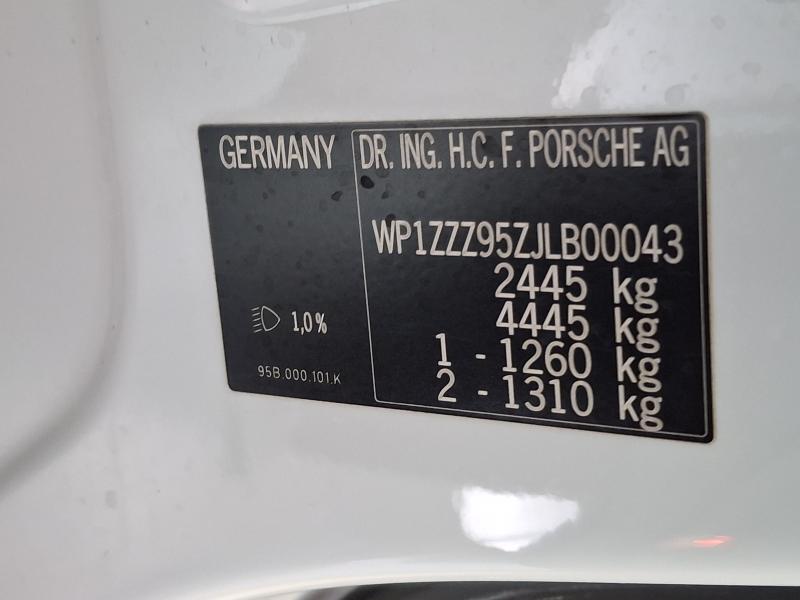 GERMANY
DR. ING. H.C. F. PORSCHE AG
WP1ZZZ95ZJLB00043
2445 kg
4445 kg
1 - 1260 kg
2 - 1310 kg
1,0%
95B.000.101.K